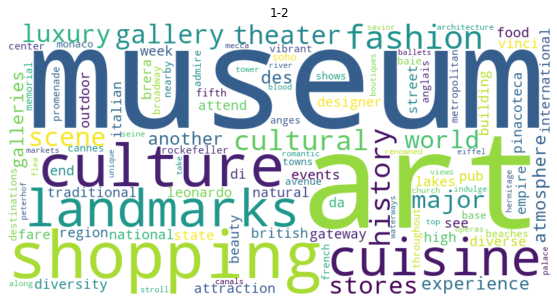 1-2
luxury gallery theater fashion food
center monaco mecca vibrant savior architecture
museum
memorial promenade outdoor week nearby broadway admire tower river soho shows ballets boutiques baie anglais vinci
galleries italian brera fifth blood des street metropolitan building pinacoteca atmosphere international
attend anges designer
scene another cultural world
markets seine cannes rockefeller romantic renowned eiffel
flea unique culture take di events towns history art
end traditional leonardo natural avenue lakes pub views indulge
destinations peterhof landmarks da major hermitage empire
fare region national state british gateway see base
beauty french top operas beaches
shopping cuisine high diverse throughout waterways
along diversity attraction canals stores experience palace
stroll